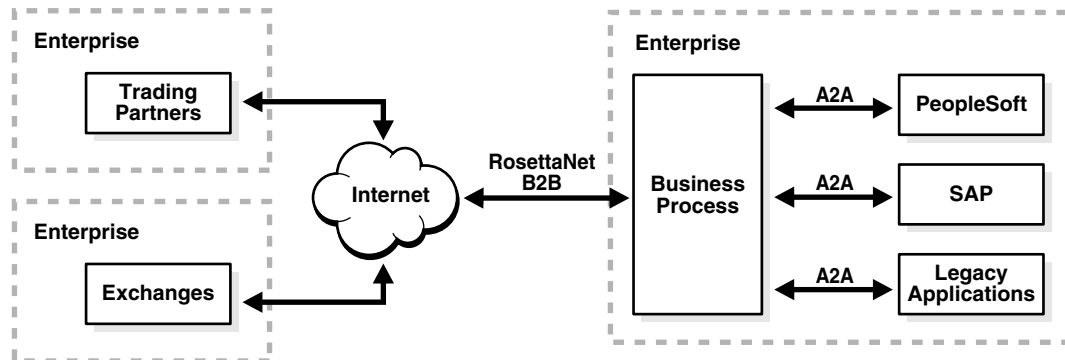 Enterprise
Trading
Partners
Enterprise
Exchanges
Internet
RosettaNet
B2B
Enterprise
Business
Process
A2A
PeopleSoft
A2A
SAP
A2A
Legacy
Applications